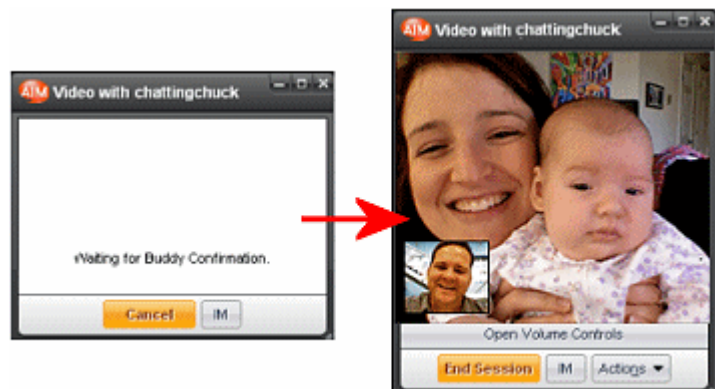 AIM Video with chattingchuck
Waiting for Buddy Confirmation.
Cancel IM
AIM Video with chattingchuck
Open Volume Controls
End Session IM Actions